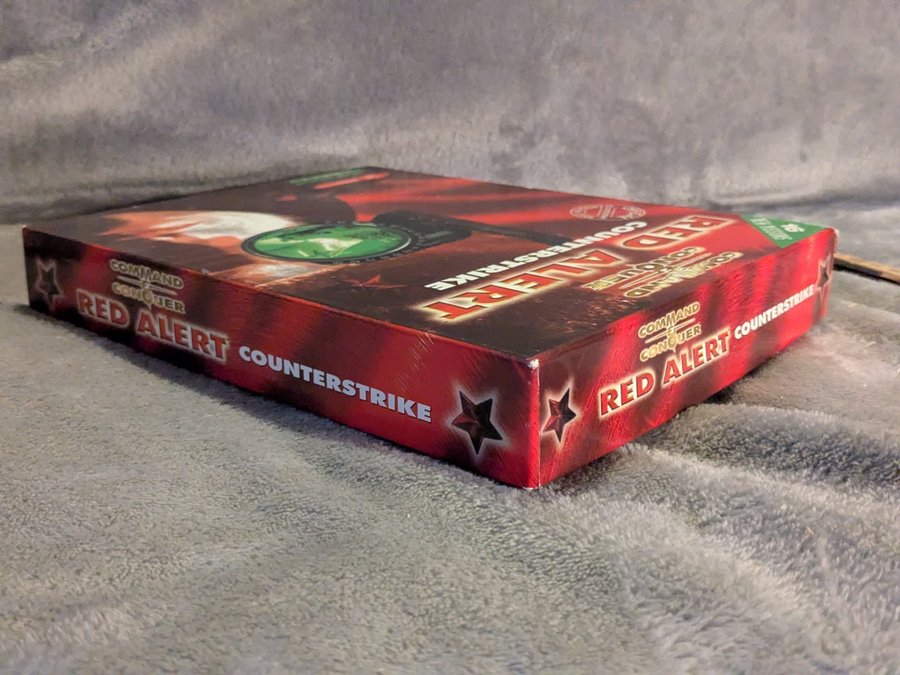 COMMAND
&
CONQUER
RED ALERT
COUNTERSTRIKE
COMMAND
&
CONQUER
RED ALERT
COUNTERSTRIKE
COMMAND
&
CONQUER
RED ALERT
COUNTERSTRIKE